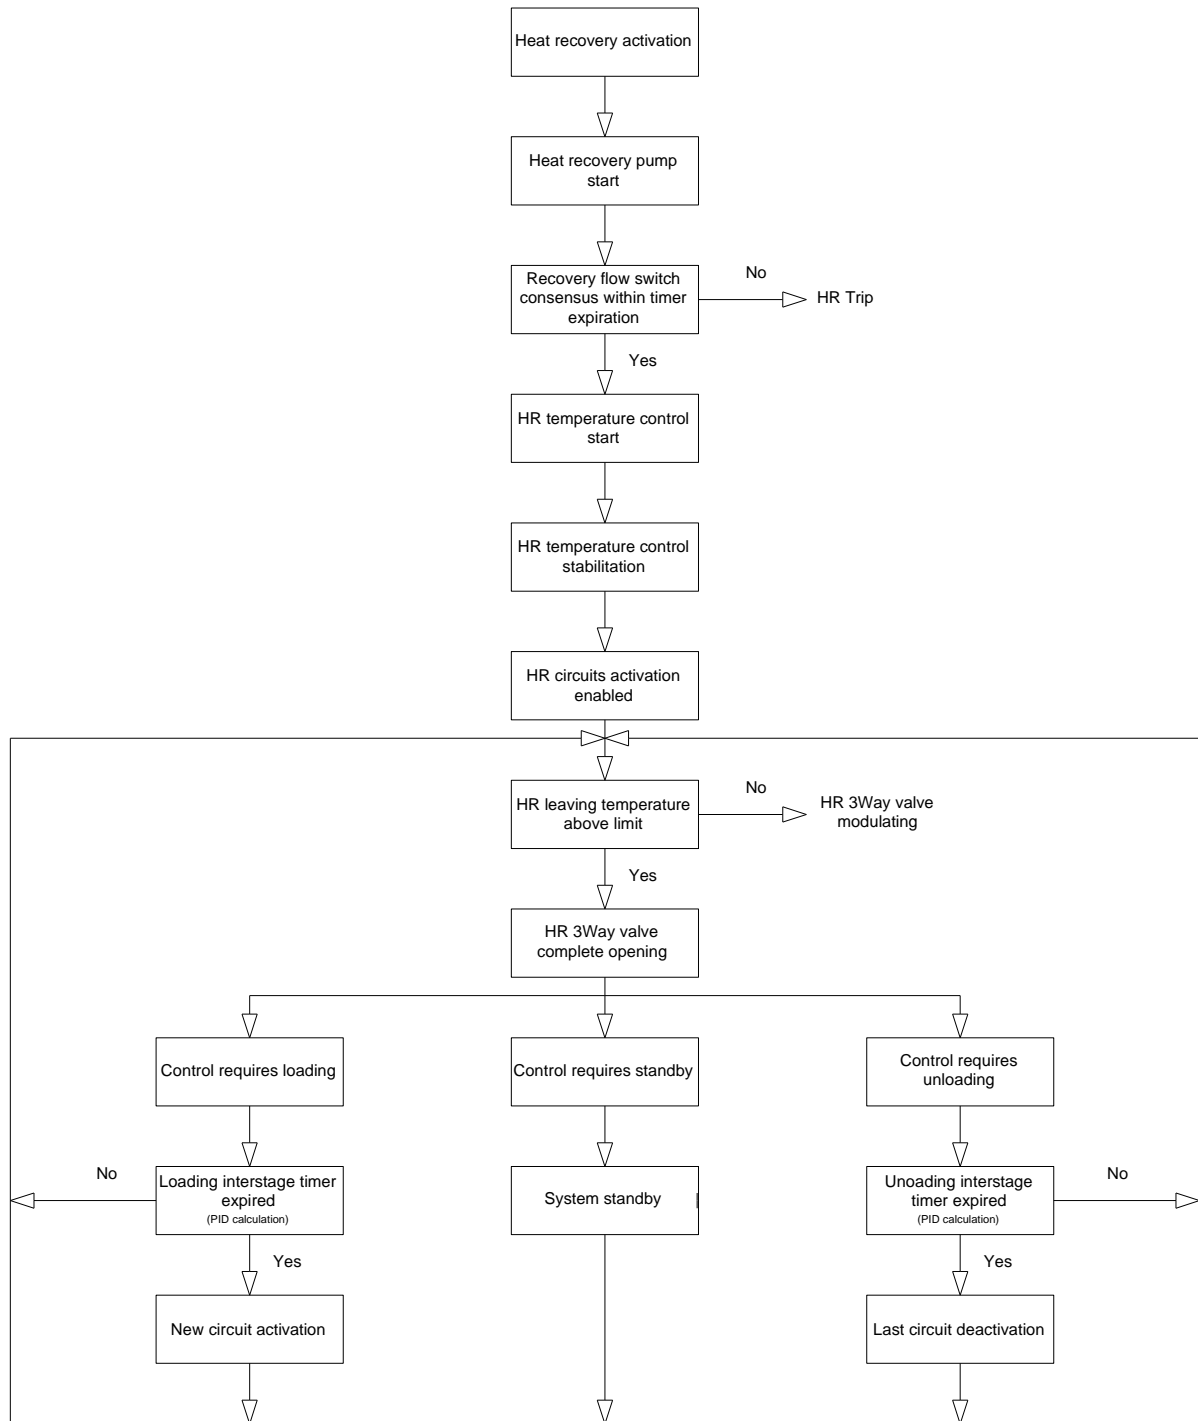 Heat recovery activation
Heat recovery pump
start
Recovery flow switch
consensus within timer
expiration
No
HR Trip
Yes
HR temperature control
start
HR temperature control
stabilitation
HR circuits activation
enabled
HR leaving temperature
above limit
No
HR 3Way valve
modulating
Yes
HR 3Way valve
complete opening
Control requires loading
Control requires standby
Control requires
unloading
No
Loading interstage timer
expired
(PID calculation)
System standby
Unoading interstage
timer expired
(PID calculation)
No
Yes
Yes
New circuit activation
Last circuit deactivation